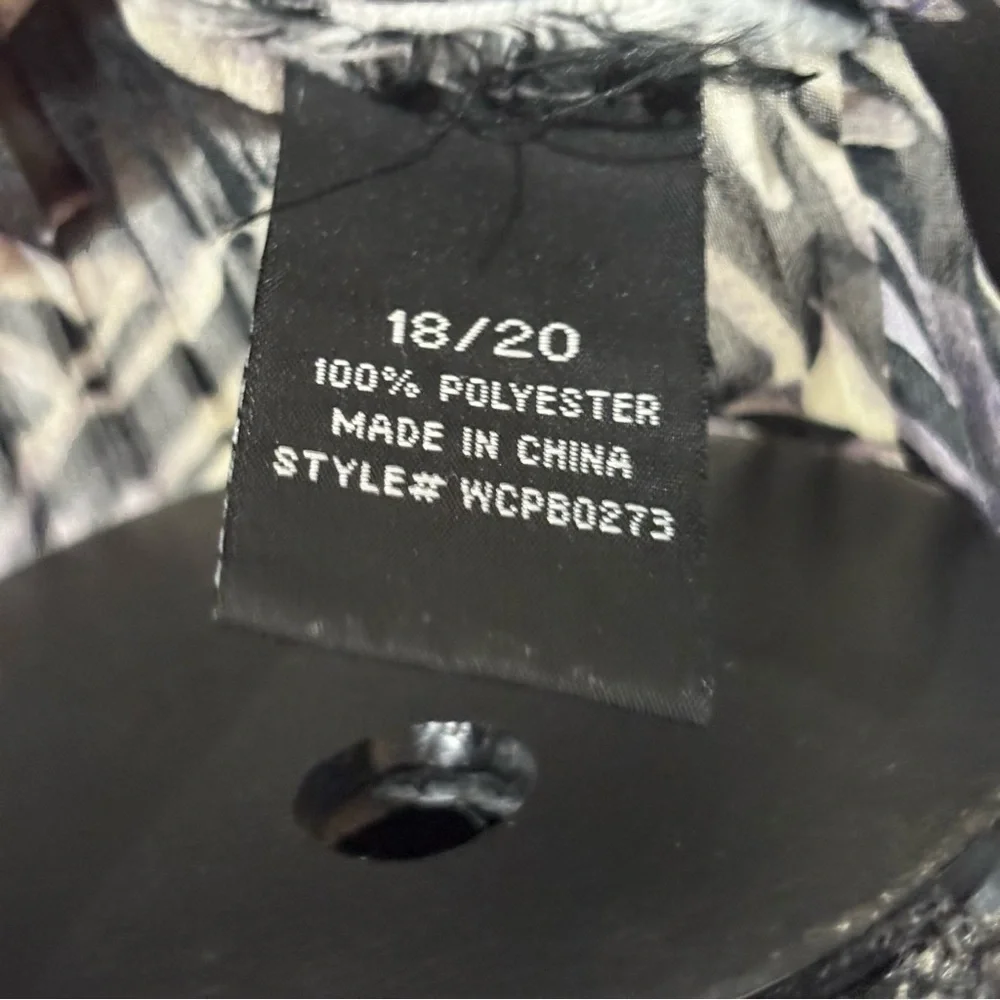 18/20
100% POLYESTER
MADE IN CHINA
STYLE# WCPB0273